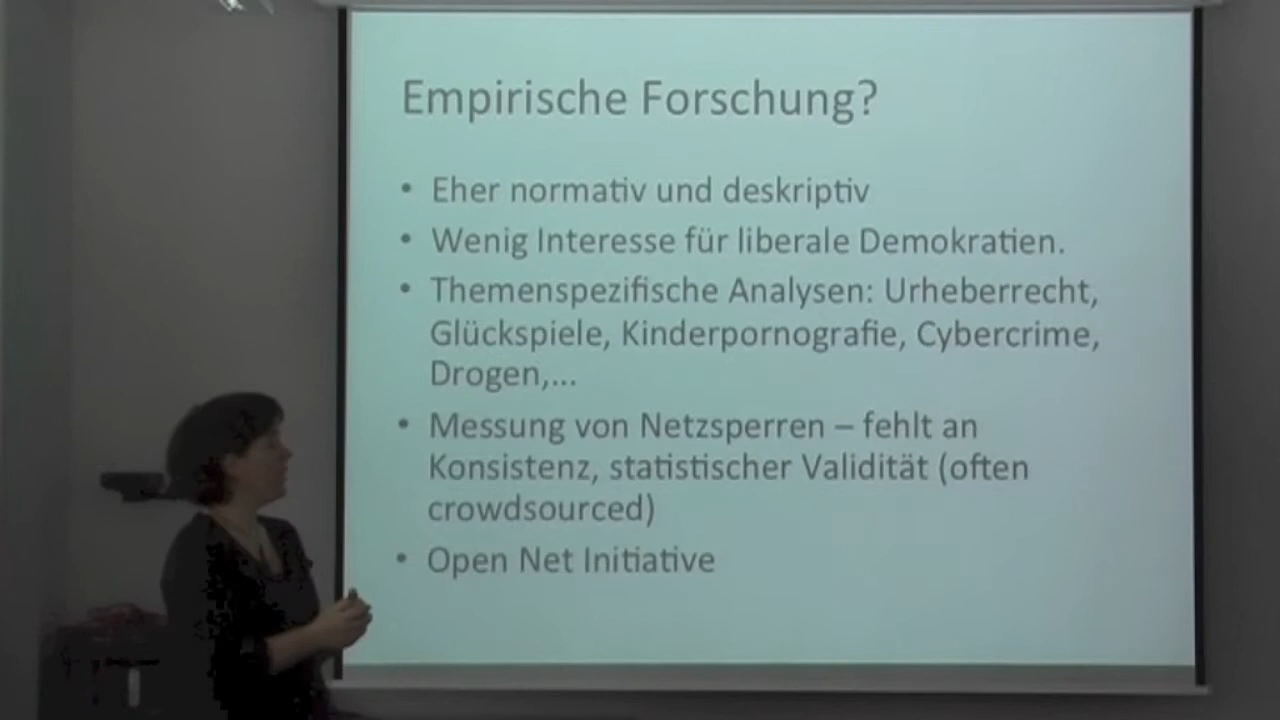 Empirische Forschung?
• Eher normativ und deskriptiv
• Wenig Interesse für liberale Demokratien.
• Themenspezifische Analysen: Urheberrecht,
Glückspiele, Kinderpornografie, Cybercrime,
Drogen,...
• Messung von Netzsperren – fehlt an
Konsistenz, statistischer Validität (often
crowdsourced)
• Open Net Initiative